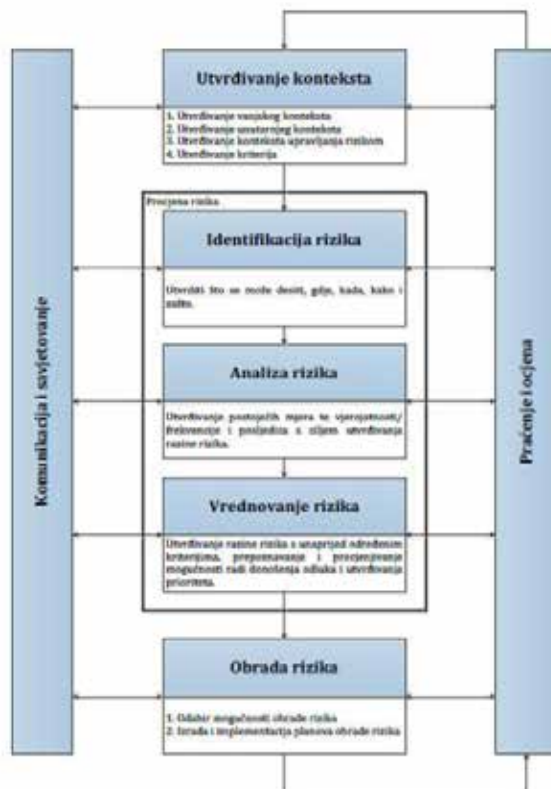 Utvrđivanje konteksta
1. Utvrđivanje vanjskog konteksta
2. Utvrđivanje unutarnjeg konteksta
3. Utvrđivanje konteksta upravljanja rizikom
4. Utvrđivanje kriterija
Procjena rizika
Identifikacija rizika
Utvrditi što se može desiti, gdje, kada, kako i
zašto.
Analiza rizika
Utvrđivanje postojećih mjera te vjerojatnosti/
frekvencije i posljedica s ciljem utvrđivanja
razine rizika.
Vrednovanje rizika
Utvrđivanje razine rizika s unaprijed određenim
kriterijima, prepoznavanje i procjenjivanje
mogućnosti radi donošenja odluka i utvrđivanja
prioriteta.
Obrada rizika
1. Odabir mogućnosti obrade rizika
2. Izrada i implementacija planova obrade rizika
Komunikacija i savjetovanje
Praćenje i ocjena